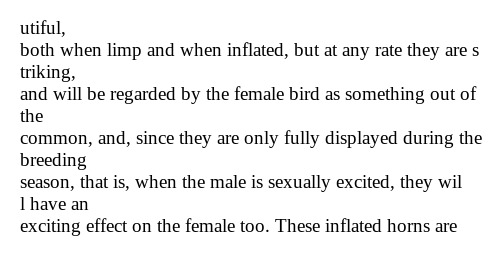 utiful,
both when limp and when inflated, but at any rate they are s
triking,
and will be regarded by the female bird as something out of
the
common, and, since they are only fully displayed during the
breeding
season, that is, when the male is sexually excited, they wil
l have an
exciting effect on the female too. These inflated horns are